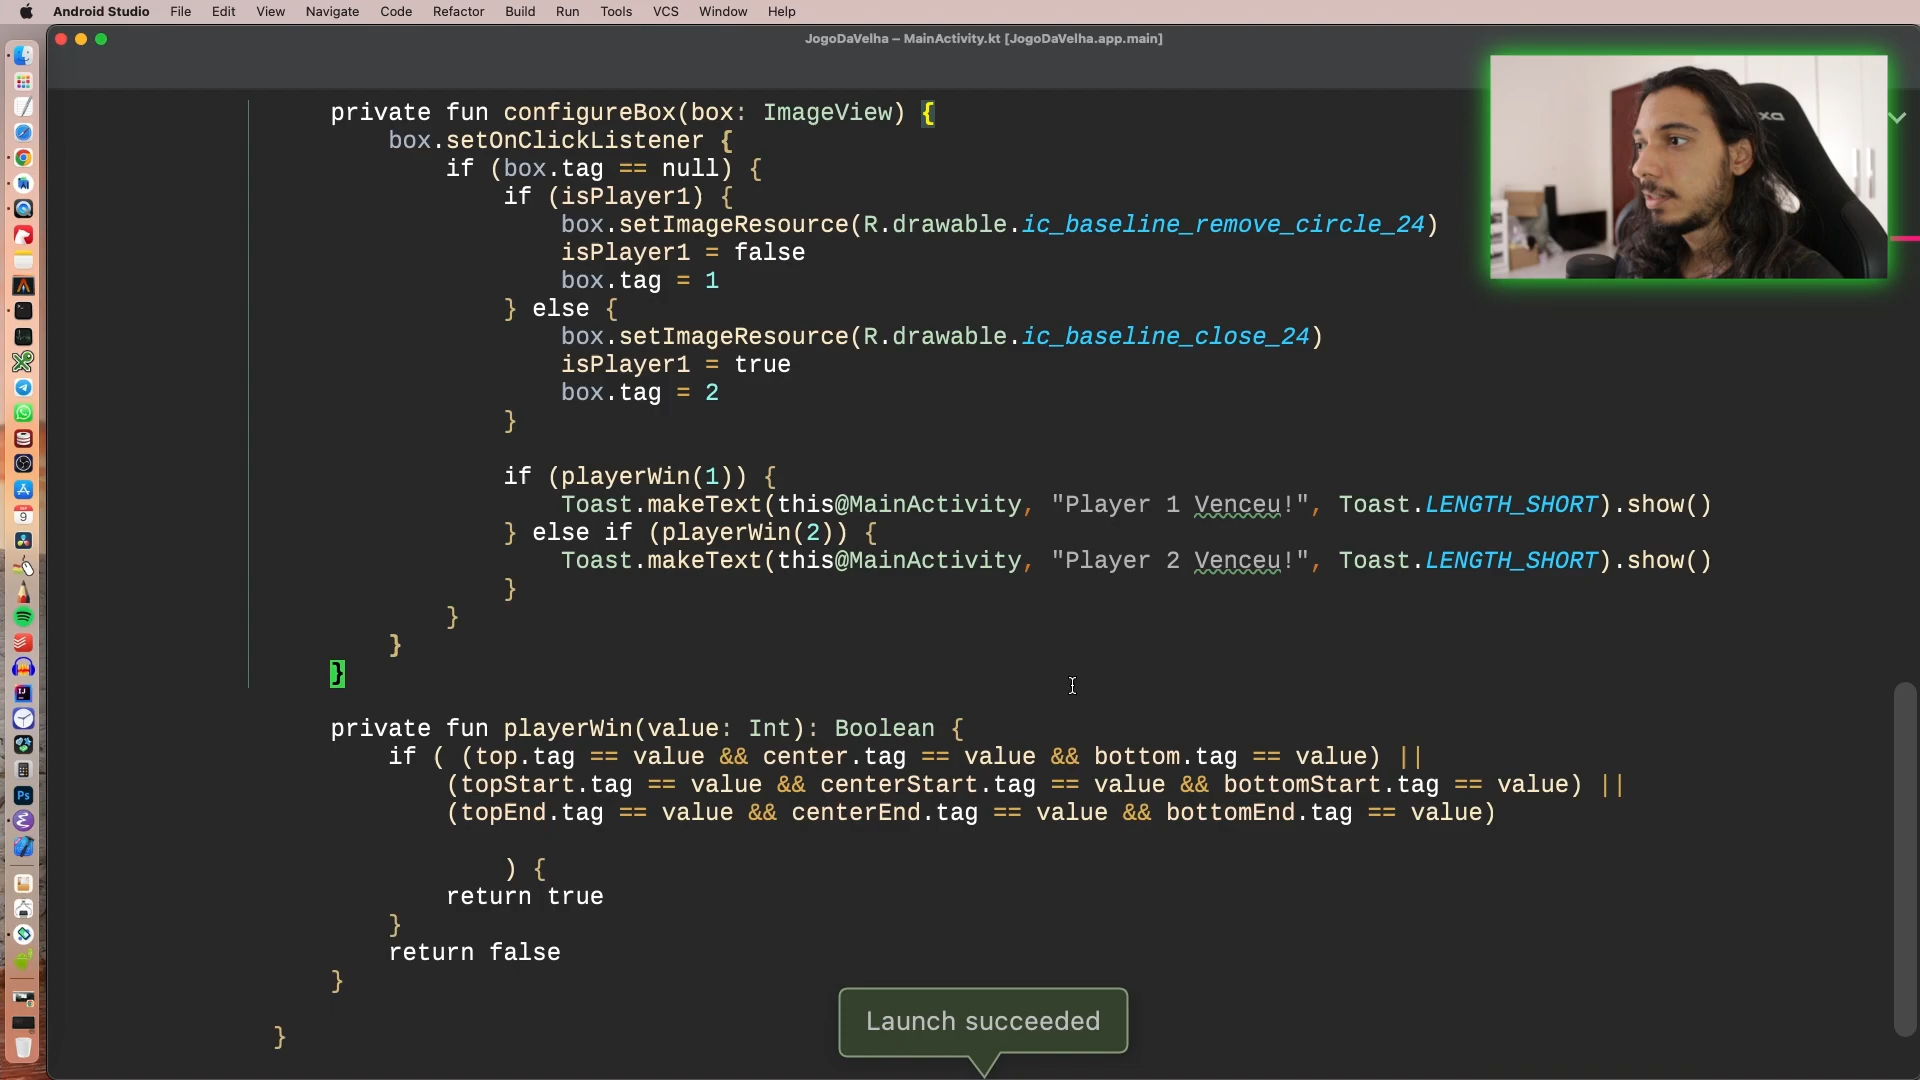 Android Studio File Edit View Navigate Code Refactor Build Run Tools VCS Window Help
JogoDaVelha – MainActivity.kt [JogoDaVelha.app.main]
private fun configureBox(box: ImageView) {
box.setOnClickListener {
if (box.tag == null) {
if (isPlayer1) {
box.setImageResource(R.drawable.ic_baseline_remove_circle_24)
isPlayer1 = false
box.tag = 1
} else {
box.setImageResource(R.drawable.ic_baseline_close_24)
isPlayer1 = true
box.tag = 2
}
if (playerWin(1)) {
Toast.makeText(this@MainActivity, "Player 1 Venceu!", Toast.LENGTH_SHORT).show()
} else if (playerWin(2)) {
Toast.makeText(this@MainActivity, "Player 2 Venceu!", Toast.LENGTH_SHORT).show()
}
}
}
}
private fun playerWin(value: Int): Boolean {
if ( (top.tag == value && center.tag == value && bottom.tag == value) ||
(topStart.tag == value && centerStart.tag == value && bottomStart.tag == value) ||
(topEnd.tag == value && centerEnd.tag == value && bottomEnd.tag == value)
) {
return true
}
return false
}
}
Launch succeeded